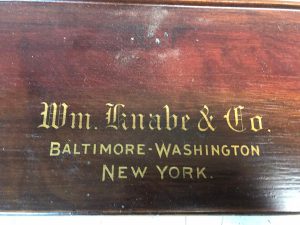 Wm. Knabe & Co.
BALTIMORE-WASHINGTON
NEW YORK.